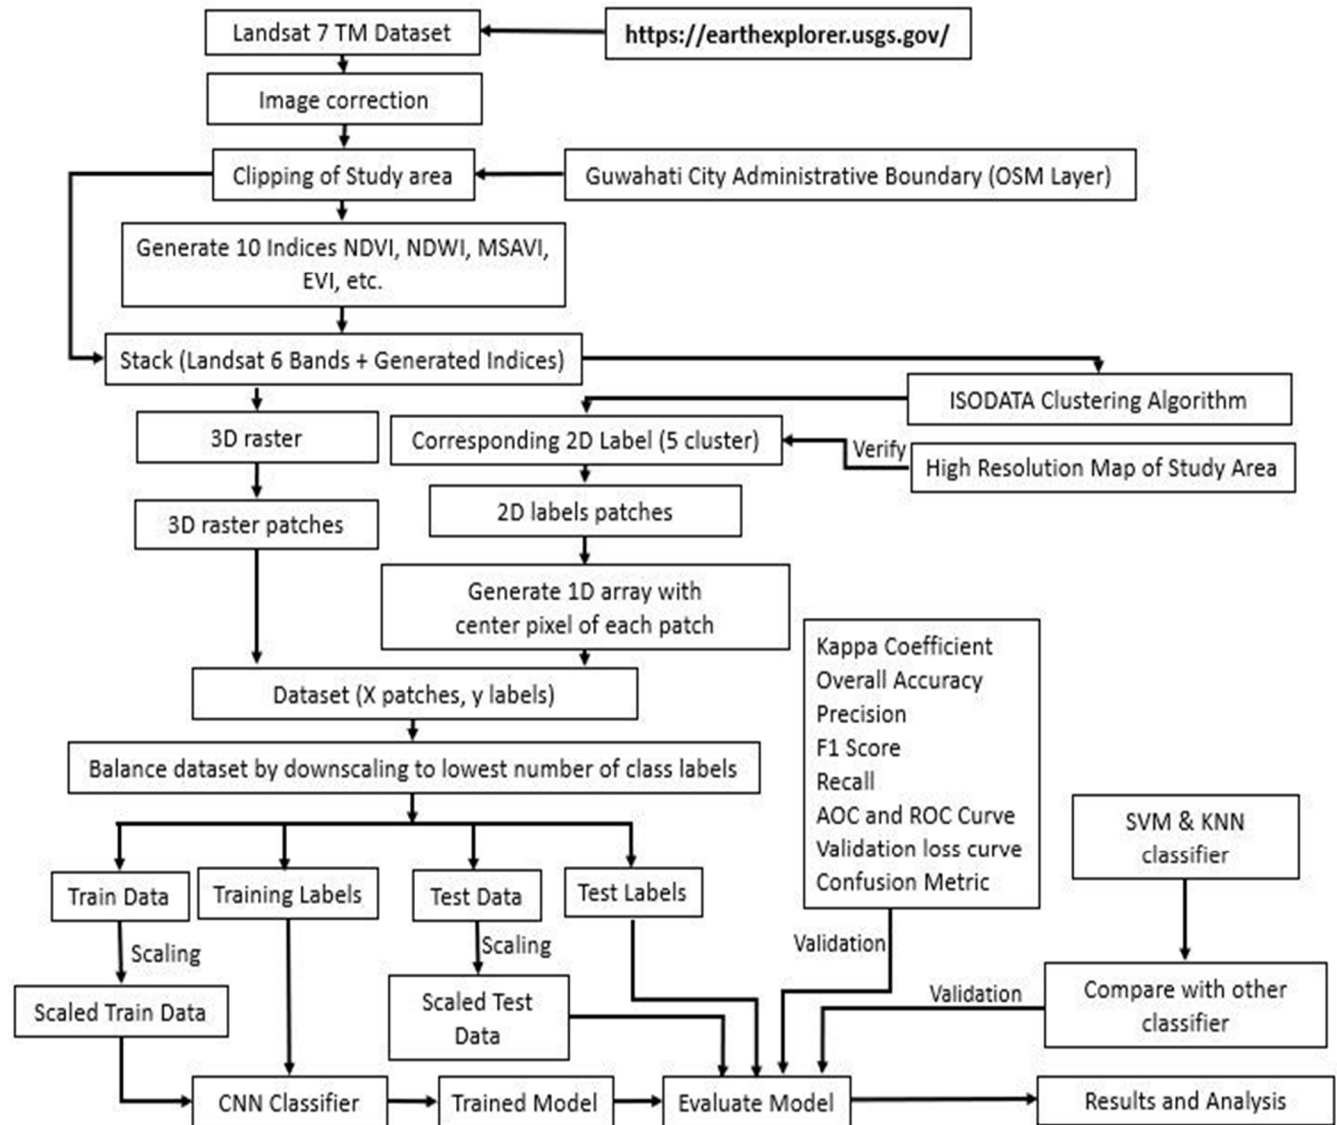 Landsat 7 TM Dataset
https://earthexplorer.usgs.gov/
Image correction
Clipping of Study area
Guwahati City Administrative Boundary (OSM Layer)
Generate 10 Indices NDVI, NDWI, MSAVI,
EVI, etc.
Stack (Landsat 6 Bands + Generated Indices)
ISODATA Clustering Algorithm
3D raster
Corresponding 2D Label (5 cluster)
Verify
High Resolution Map of Study Area
3D raster patches
2D labels patches
Generate 1D array with
center pixel of each patch
Dataset (X patches, y labels)
Balance dataset by downscaling to lowest number of class labels
Kappa Coefficient
Overall Accuracy
Precision
F1 Score
Recall
AOC and ROC Curve
Validation loss curve
Confusion Metric
SVM & KNN
classifier
Train Data
Training Labels
Test Data
Test Labels
Scaling
Scaling
Validation
Validation
Scaled Train Data
Scaled Test
Data
Compare with other
classifier
CNN Classifier
Trained Model
Evaluate Model
Results and Analysis